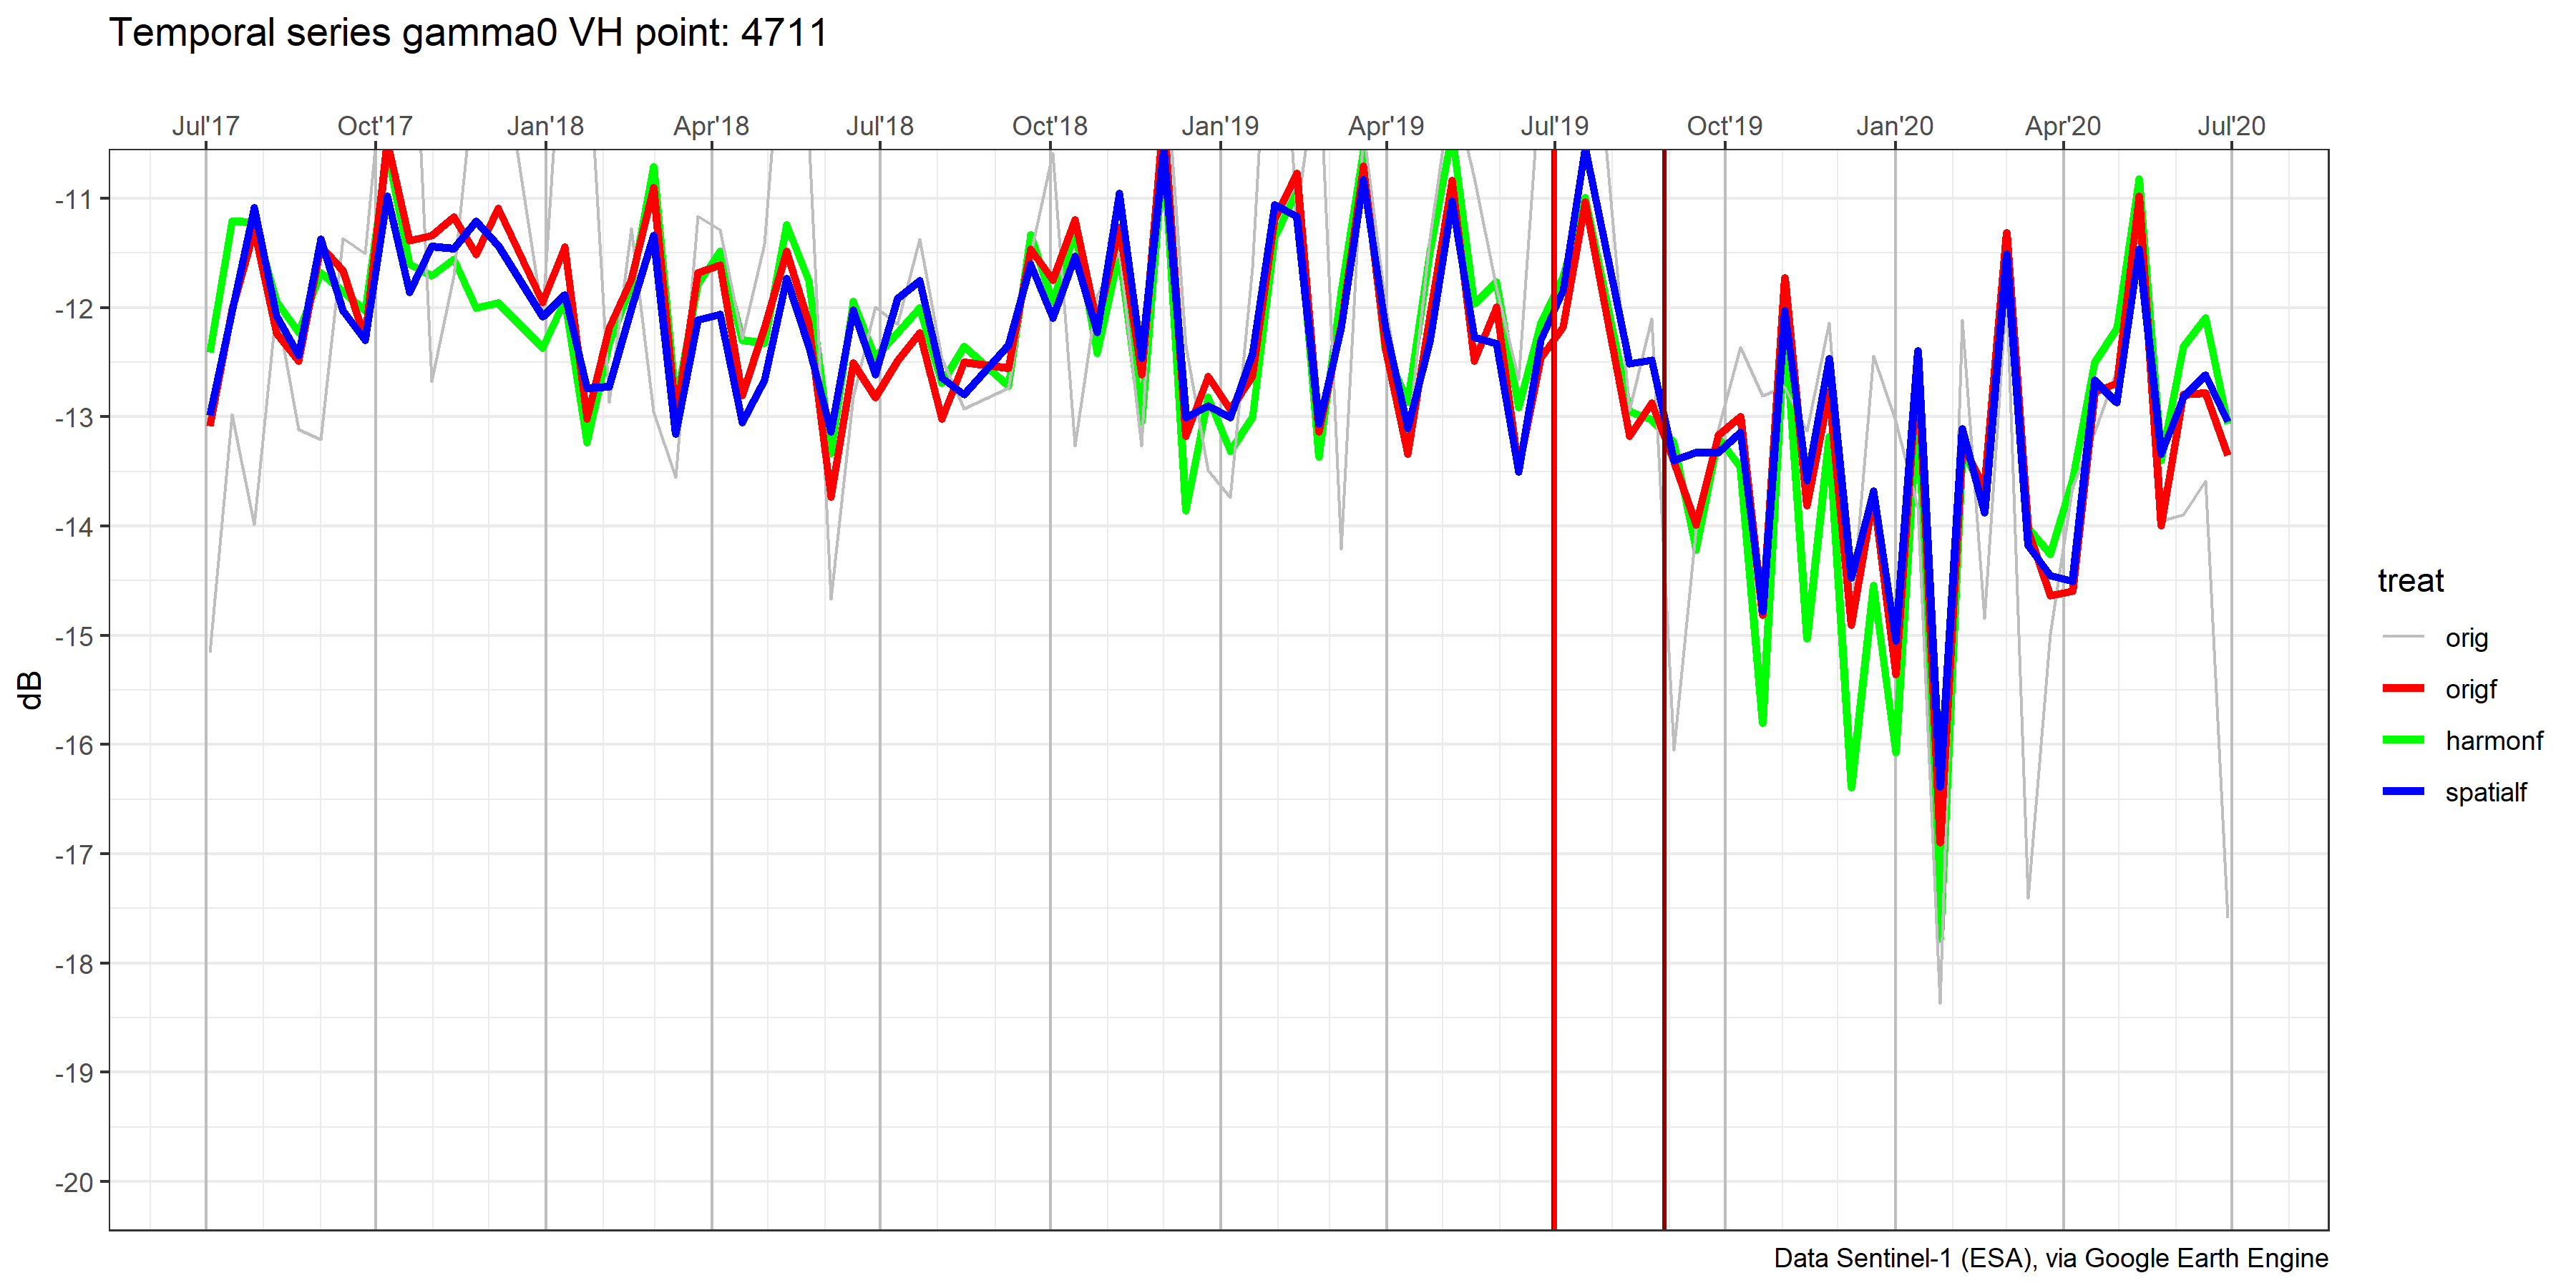 Temporal series gamma0 VH point: 4711
Jul'17 Oct'17 Jan'18 Apr'18 Jul'18 Oct'18 Jan'19 Apr'19 Jul'19 Oct'19 Jan'20 Apr'20 Jul'20
-11
-12
-13
-14
-15
-16
-17
-18
-19
-20
dB
treat
orig
origf
harmonf
spatialf
Data Sentinel-1 (ESA), via Google Earth Engine